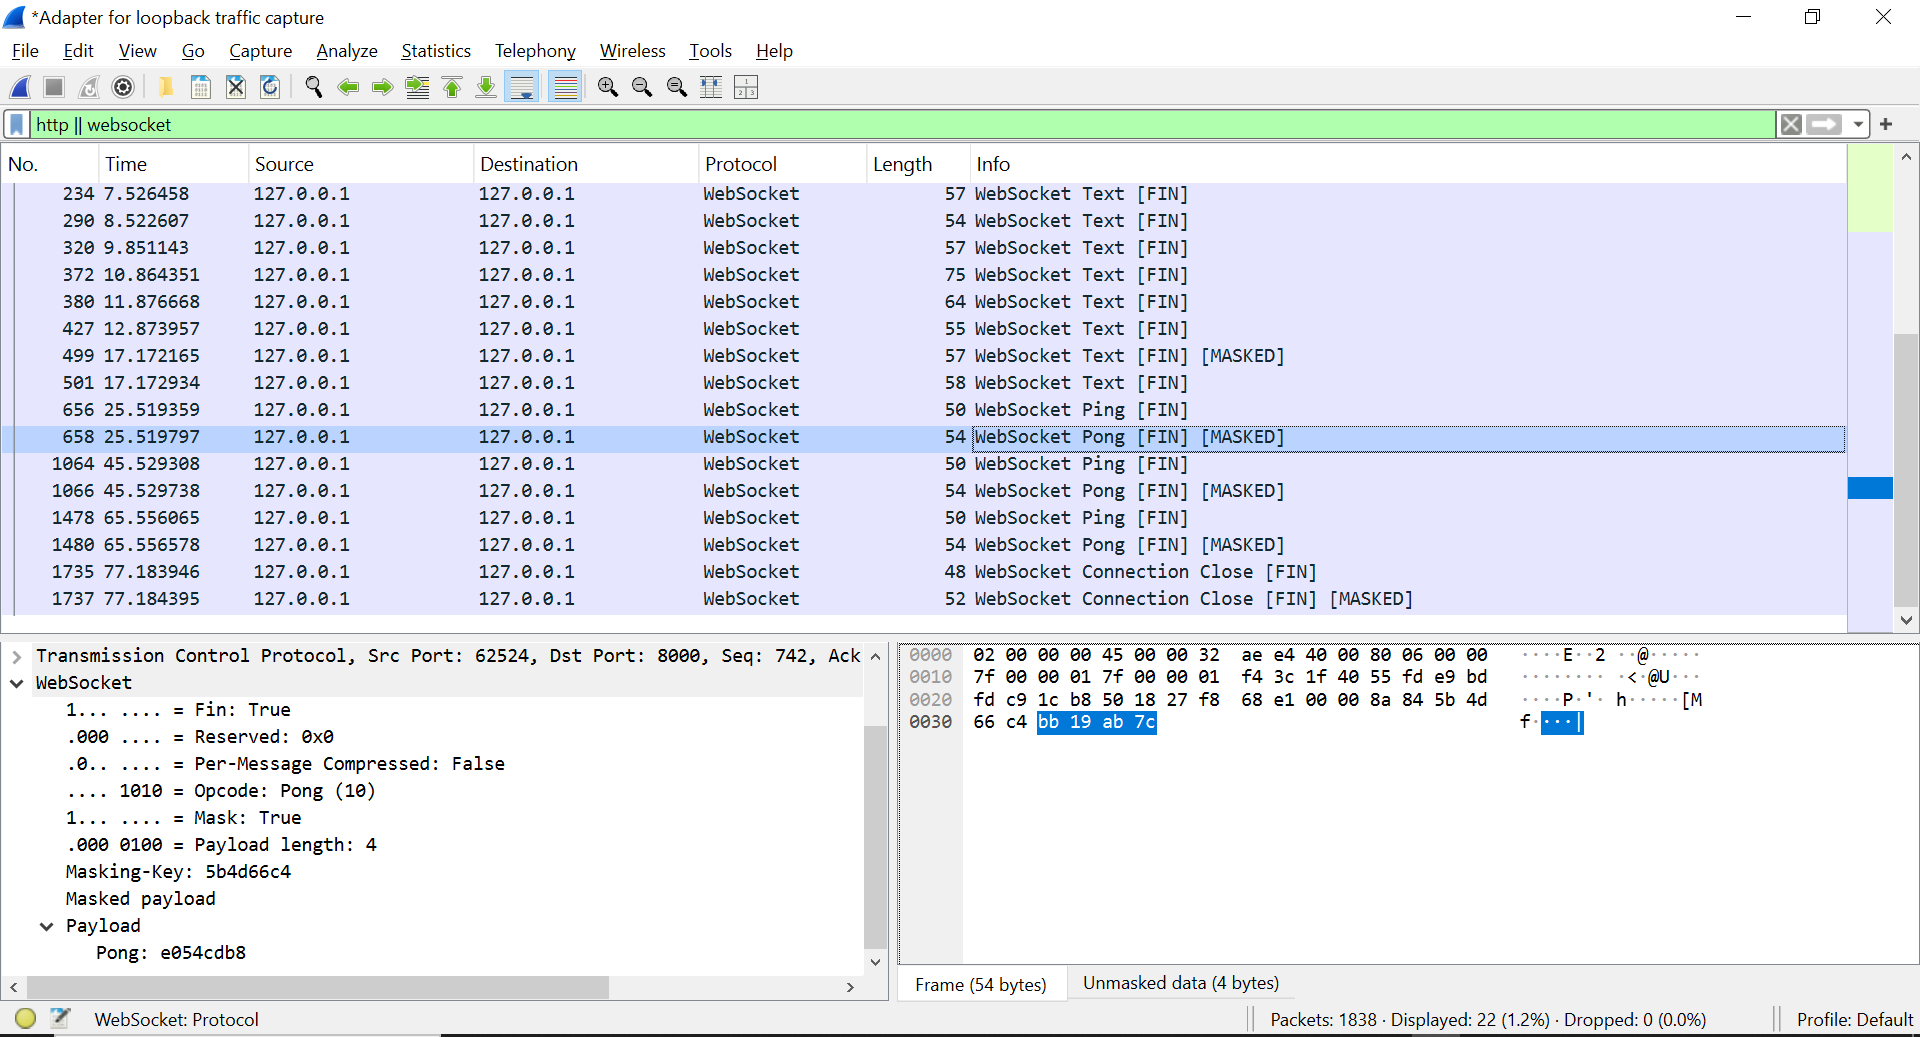 *Adapter for loopback traffic capture
File Edit View Go Capture Analyze Statistics Telephony Wireless Tools Help
http || websocket
No. Time Source Destination Protocol Length Info
234 7.526458 127.0.0.1 127.0.0.1 WebSocket 57 WebSocket Text [FIN]
290 8.522607 127.0.0.1 127.0.0.1 WebSocket 54 WebSocket Text [FIN]
320 9.851143 127.0.0.1 127.0.0.1 WebSocket 57 WebSocket Text [FIN]
372 10.864351 127.0.0.1 127.0.0.1 WebSocket 75 WebSocket Text [FIN]
380 11.876668 127.0.0.1 127.0.0.1 WebSocket 64 WebSocket Text [FIN]
427 12.873957 127.0.0.1 127.0.0.1 WebSocket 55 WebSocket Text [FIN]
499 17.172165 127.0.0.1 127.0.0.1 WebSocket 57 WebSocket Text [FIN] [MASKED]
501 17.172934 127.0.0.1 127.0.0.1 WebSocket 58 WebSocket Text [FIN]
656 25.519359 127.0.0.1 127.0.0.1 WebSocket 50 WebSocket Ping [FIN]
658 25.519797 127.0.0.1 127.0.0.1 WebSocket 54 WebSocket Pong [FIN] [MASKED]
1064 45.529308 127.0.0.1 127.0.0.1 WebSocket 50 WebSocket Ping [FIN]
1066 45.529738 127.0.0.1 127.0.0.1 WebSocket 54 WebSocket Pong [FIN] [MASKED]
1478 65.556065 127.0.0.1 127.0.0.1 WebSocket 50 WebSocket Ping [FIN]
1480 65.556578 127.0.0.1 127.0.0.1 WebSocket 54 WebSocket Pong [FIN] [MASKED]
1735 77.183946 127.0.0.1 127.0.0.1 WebSocket 48 WebSocket Connection Close [FIN]
1737 77.184395 127.0.0.1 127.0.0.1 WebSocket 52 WebSocket Connection Close [FIN] [MASKED]
Transmission Control Protocol, Src Port: 62524, Dst Port: 8000, Seq: 742, Ack
WebSocket
1... .... = Fin: True
.000 .... = Reserved: 0x0
.0.. .... = Per-Message Compressed: False
.... 1010 = Opcode: Pong (10)
1... .... = Mask: True
.000 0100 = Payload length: 4
Masking-Key: 5b4d66c4
Masked payload
Payload
Pong: e054cdb8
0000 02 00 00 00 45 00 00 32 ae e4 40 00 80 06 00 00 ····E··2 ··@·····
0010 7f 00 00 01 7f 00 00 01 f4 3c 1f 40 55 fd e9 bd ········ ·<·@U···
0020 fd c9 1c b8 50 18 27 f8 68 e1 00 00 8a 84 5b 4d ····P·'· h·····[M
0030 66 c4 bb 19 ab 7c f····|
Frame (54 bytes) Unmasked data (4 bytes)
WebSocket: Protocol Packets: 1838 · Displayed: 22 (1.2%) · Dropped: 0 (0.0%) Profile: Default